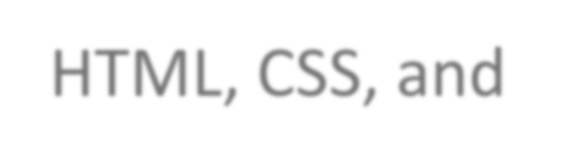 HTML, CSS, and